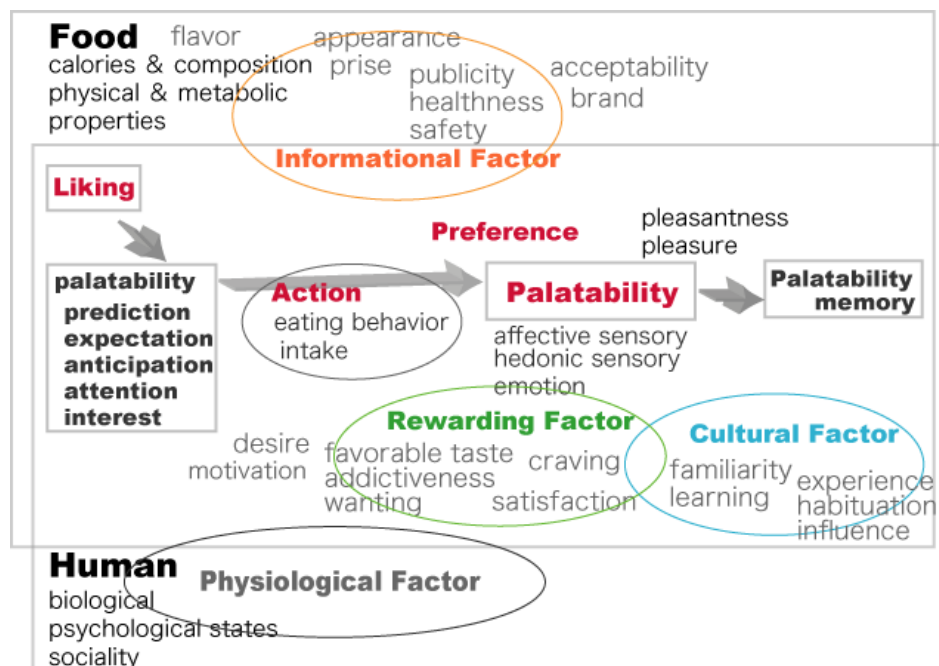 Food
flavor
appearance
calories & composition
prise
publicity
acceptability
physical & metabolic
healthness
brand
properties
safety
Informational Factor
Liking
Preference
pleasantness
pleasure
palatability
prediction
expectation
anticipation
attention
interest
Action
eating behavior
intake
Palatability
affective sensory
hedonic sensory
emotion
Palatability
memory
Rewarding Factor
desire
motivation
favorable taste
addictiveness
wanting
craving
satisfaction
Cultural Factor
familiarity
learning
experience
habituation
influence
Human
Physiological Factor
biological
psychological states
sociality